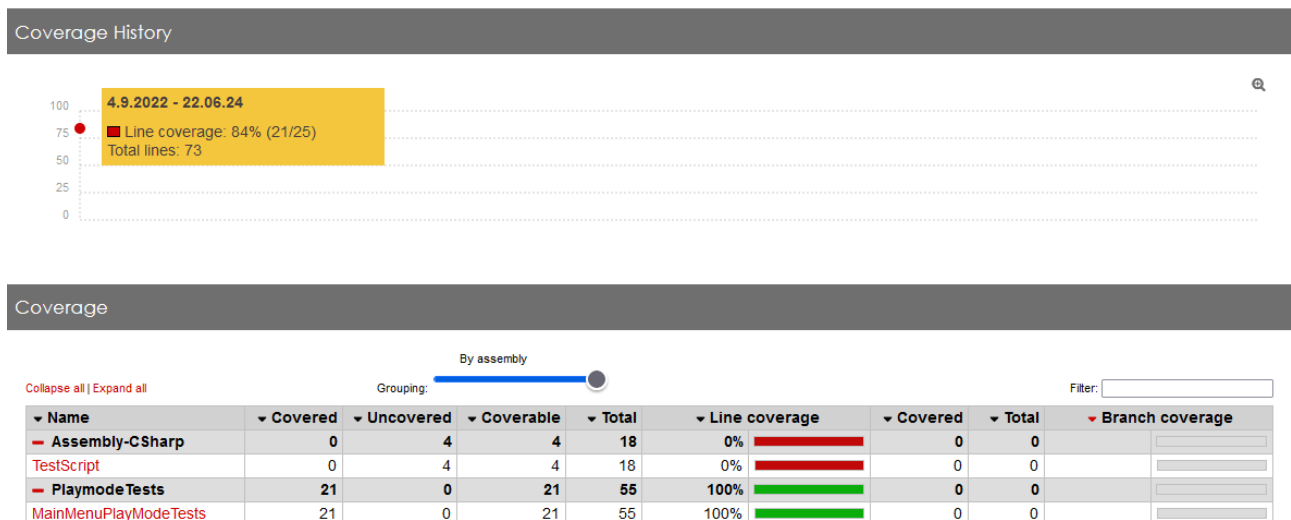 Coverage History
100
75
50
25
0
4.9.2022 - 22.06.24
Line coverage: 84% (21/25)
Total lines: 73
Coverage
By assembly
Collapse all | Expand all Grouping: Filter:
Name Covered Uncovered Coverable Total Line coverage Covered Total Branch coverage
Assembly-CSharp 0 4 4 18 0% 0 0
TestScript 0 4 4 18 0% 0 0
PlaymodeTests 21 0 21 55 100% 0 0
MainMenuPlayModeTests 21 0 21 55 100% 0 0